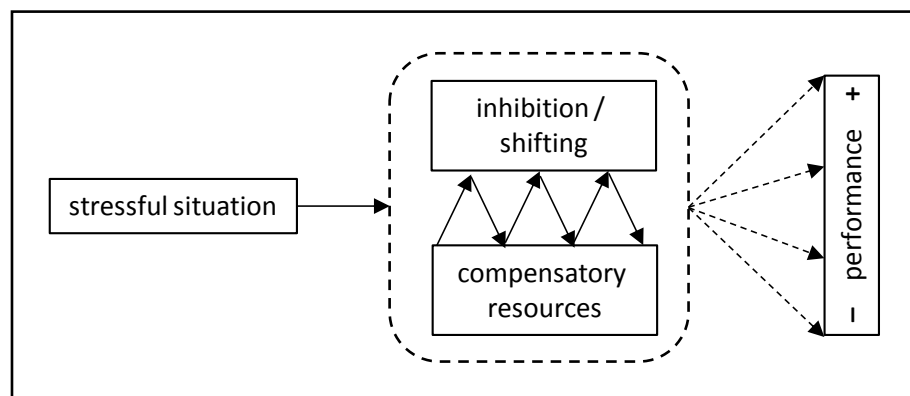 stressful situation
inhibition /
shifting
compensatory
resources
− performance +